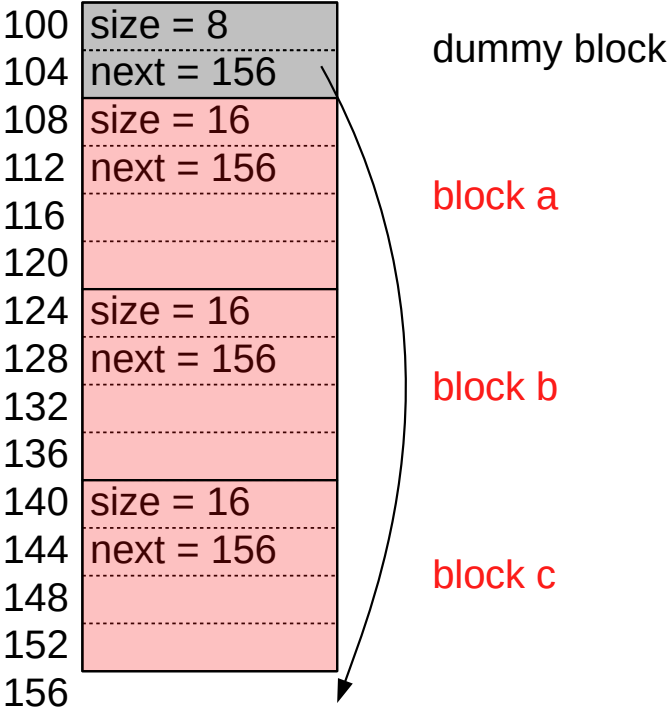 100 size = 8
dummy block
104 next = 156
108 size = 16
112 next = 156
block a
116
120
124 size = 16
128 next = 156
block b
132
136
140 size = 16
144 next = 156
block c
148
152
156